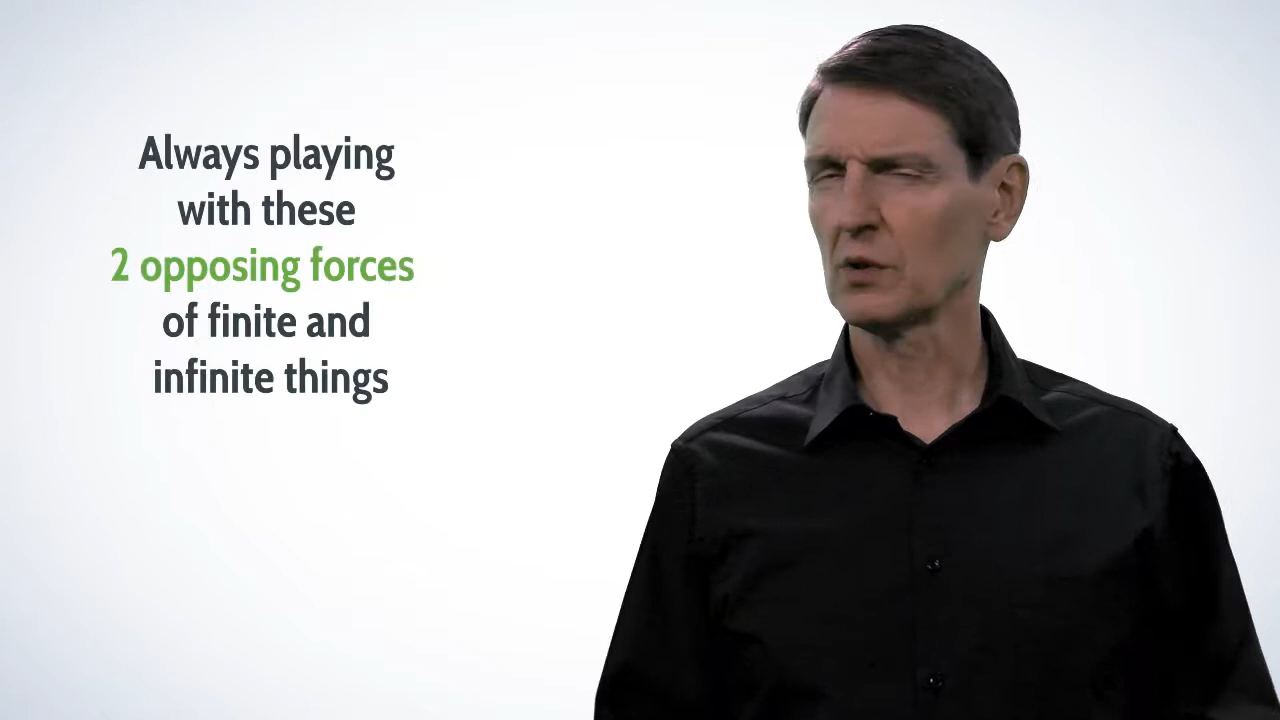 Always playing
with these
2 opposing forces
of finite and
infinite things